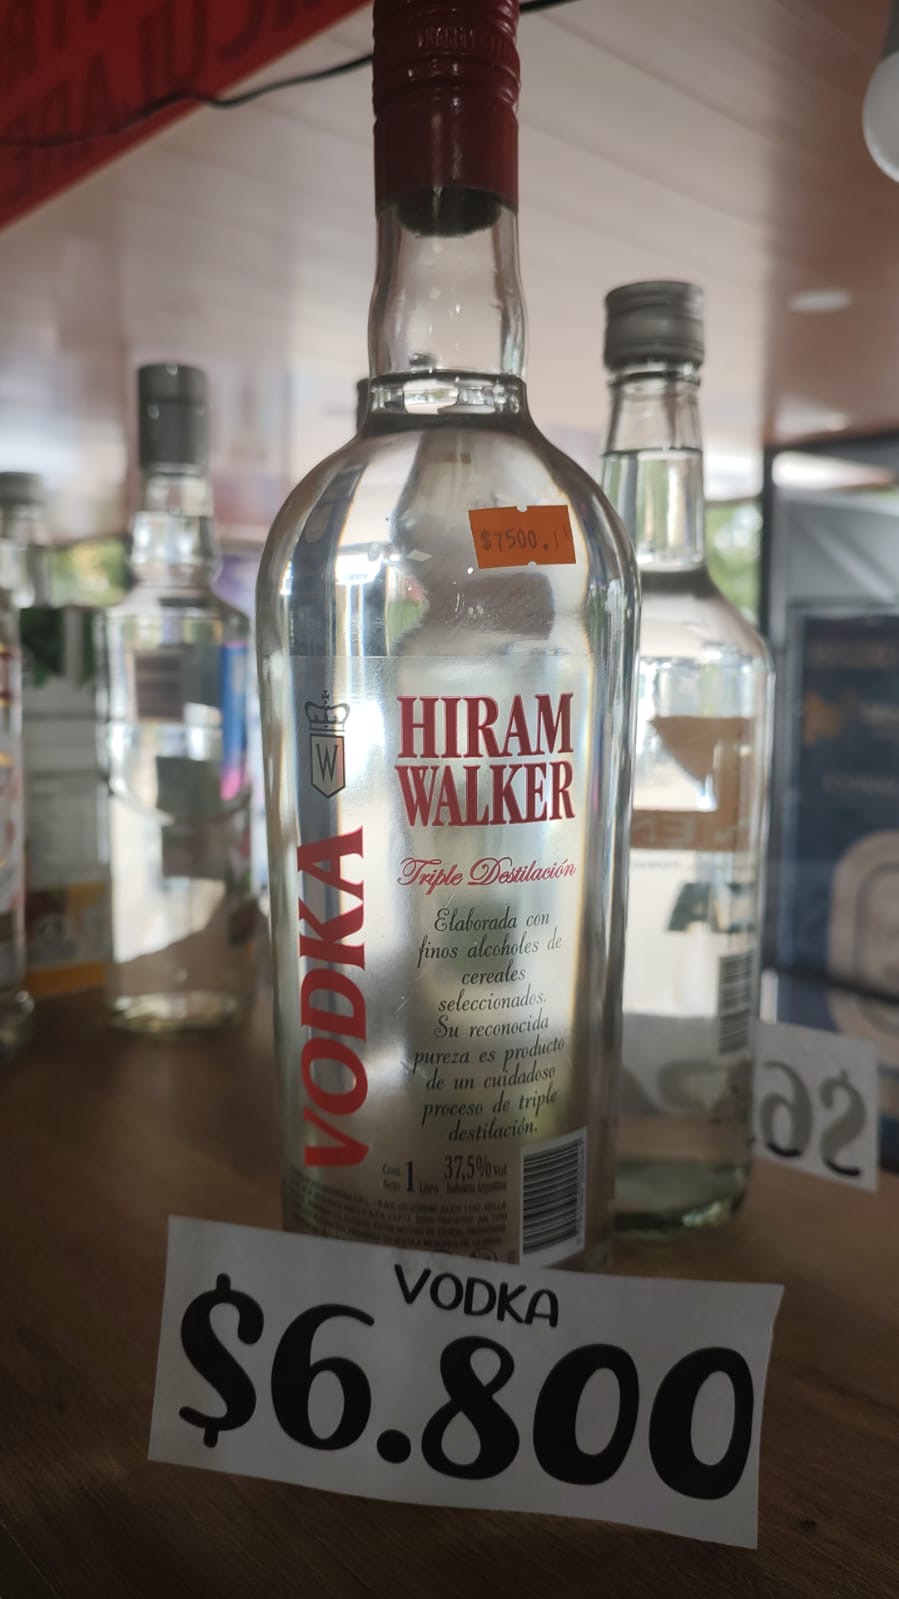 $7500.
W
HIRAM
WALKER
VODKA
Triple Destilación
Elaborada con
finos alcoholes de
cereales
seleccionados.
Su reconocida
pureza es producto
de un cuidadoso
proceso de triple
destilación.
Cont. Neto 1 Litro
37,5% Vol
Industria Argentina
VODKA
$6.800